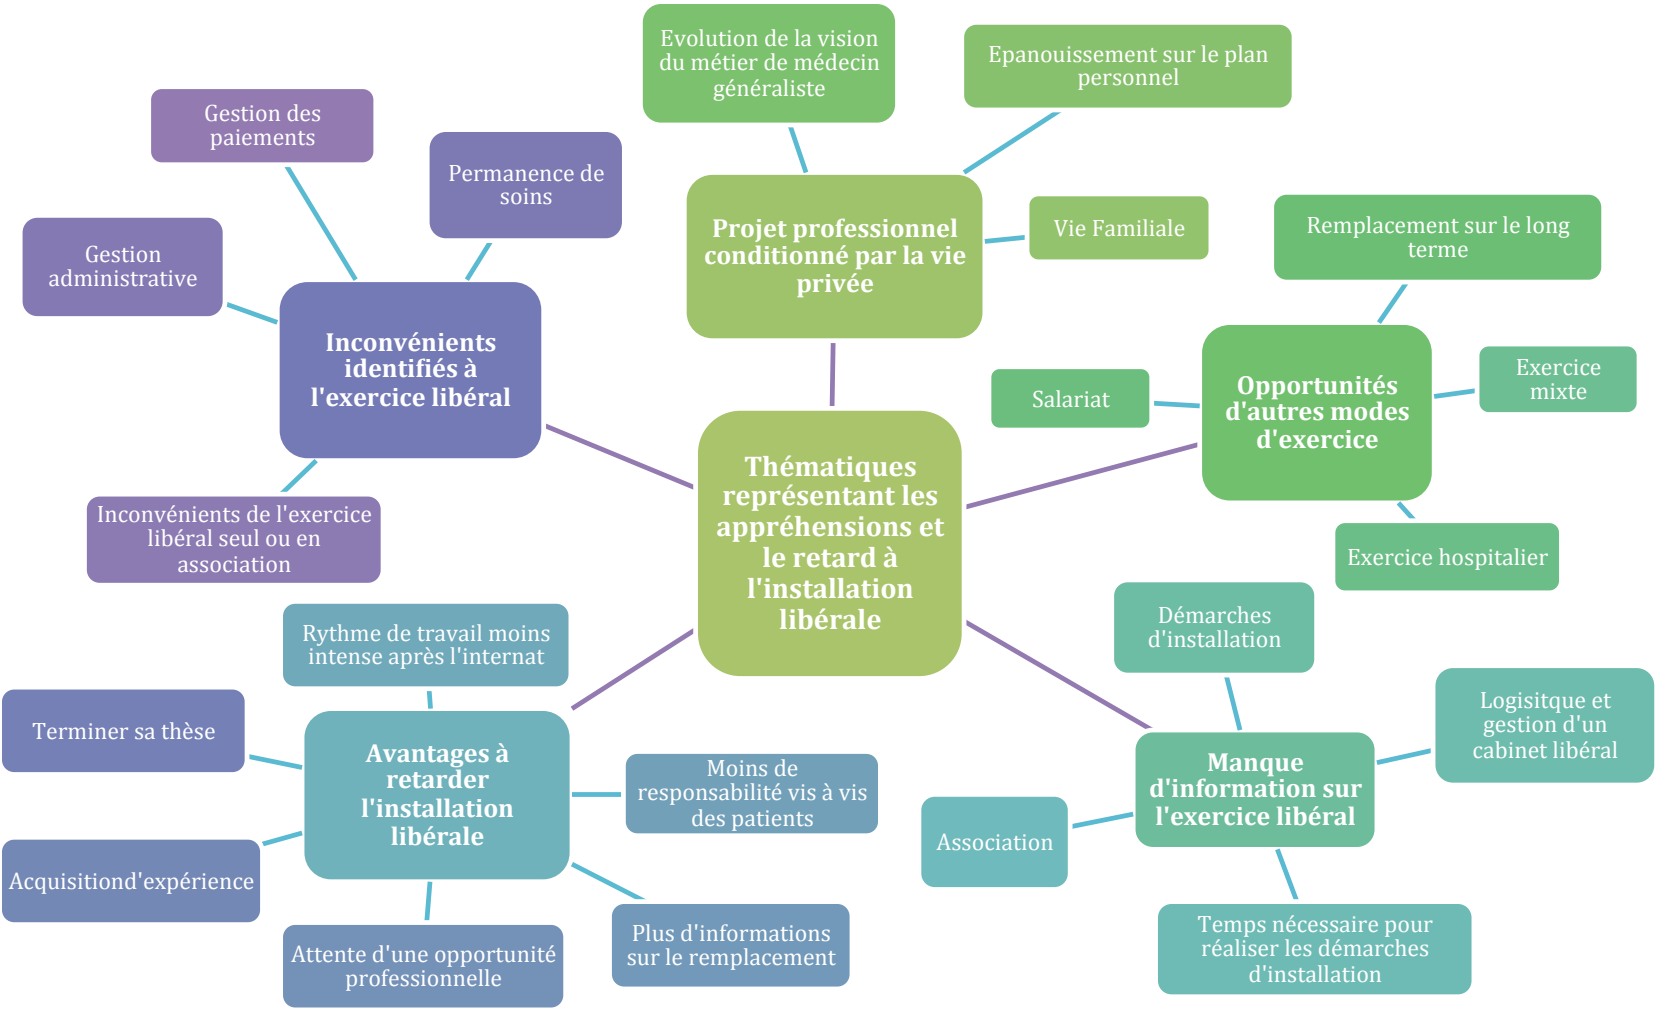 Evolution de la vision
du métier de médecin
généraliste
Epanouissement sur le plan
personnel
Gestion des
paiements
Permanence de
soins
Gestion
administrative
Projet professionnel
conditionné par la vie
privée
Vie Familiale
Remplacement sur le long
terme
Inconvénients
identifiés à
l'exercice libéral
Salariat
Opportunités
d'autres modes
d'exercice
Exercice
mixte
Thématiques
représentant les
appréhensions et
le retard à
l'installation
libérale
Inconvénients de l'exercice
libéral seul ou en
association
Exercice hospitalier
Rythme de travail moins
intense après l'internat
Démarches
d'installation
Terminer sa thèse
Avantages à
retarder
l'installation
libérale
Moins de
responsabilité vis à vis
des patients
Manque
d'information sur
l'exercice libéral
Logisitque et
gestion d'un
cabinet libéral
Association
Acquisitiond'expérience
Attente d'une opportunité
professionnelle
Plus d'informations
sur le remplacement
Temps nécessaire pour
réaliser les démarches
d'installation